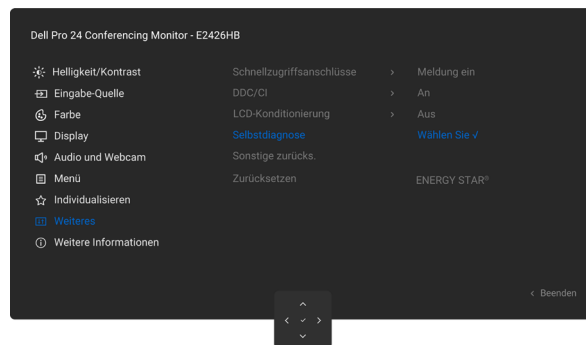 Dell Pro 24 Conferencing Monitor - E2426HB
Helligkeit/Kontrast Schnellzugriffsanschlüsse > Meldung ein
Eingabe-Quelle DDC/CI > An
Farbe LCD-Konditionierung > Aus
Display Selbstdiagnose Wählen Sie √
Audio und Webcam Sonstige zurücks.
Menü Zurücksetzen ENERGY STAR®
Individualisieren
Weiteres
Weitere Informationen
< Beenden